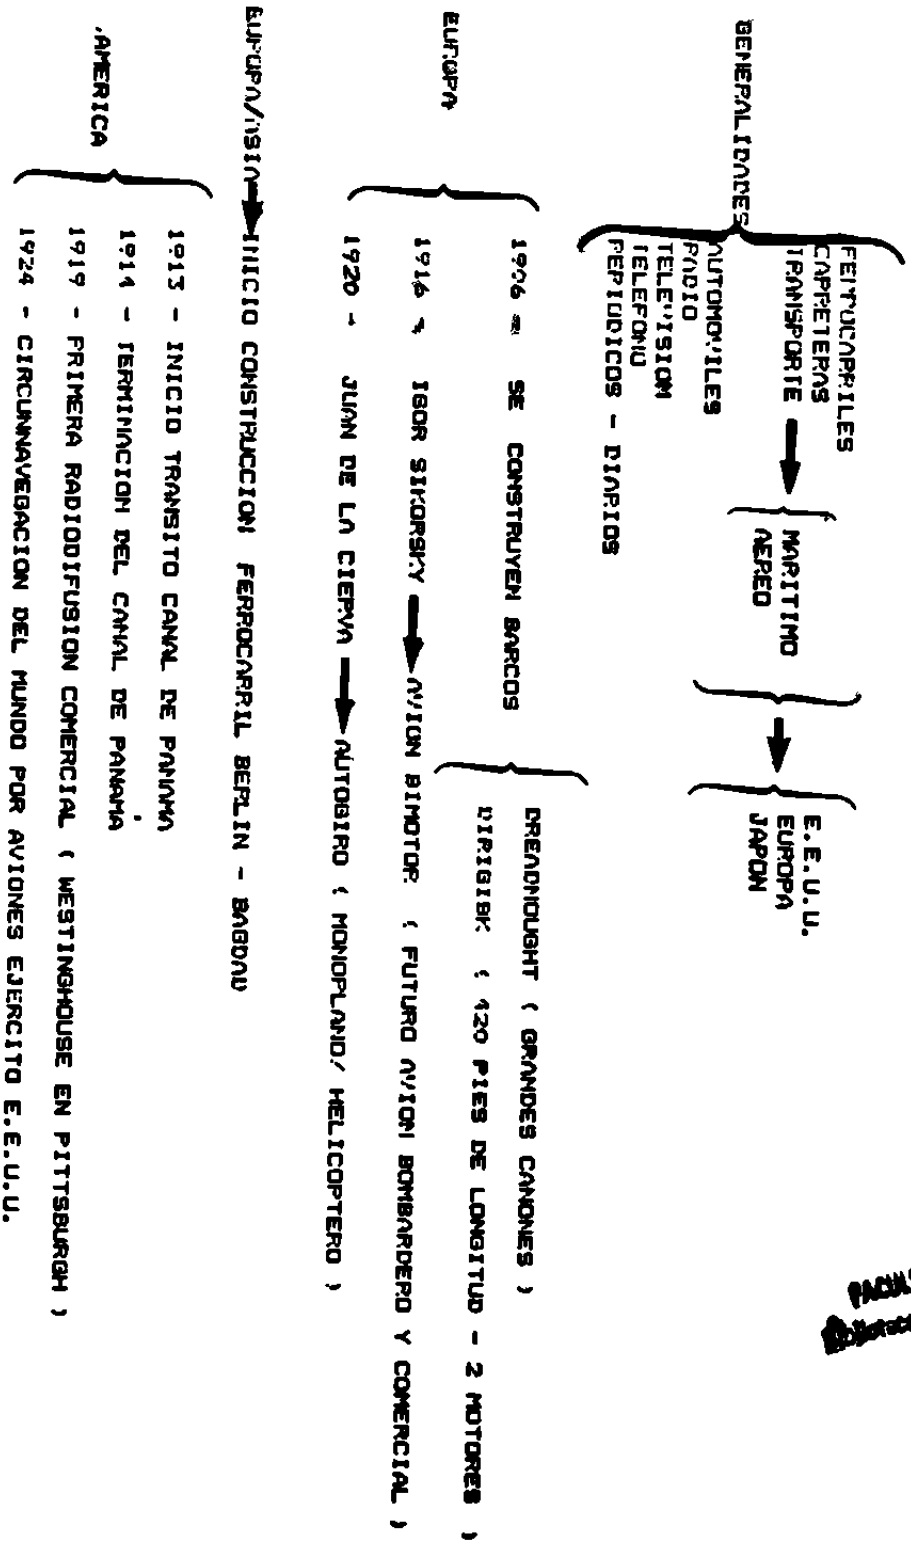 GENERALIDADES
FERROCARRILES
CARRETERAS
TRANSPORTE
MARITIMO
AEREO
E.E.U.U.
EUROPA
JAPON
AUTOMOVILES
RADIO
TELEVISION
TELEFONO
PERIODICOS - DIARIOS
EUROPA
1906 - SE CONSTRUYEN BARCOS
DREADNOUGHT ( GRANDES CANONES )
( 420 PIES DE LONGITUD - 2 MOTORES )
1916 - IGOR SIKORSKY AVION BIMOTOR ( FUTURO AVION BOMBARDERO Y COMERCIAL )
1920 - JUAN DE LA CIERVA AUTOGIRO ( MONOPLANO/ HELICOPTERO )
EUROPA/ASIA INICIO CONSTRUCCION FERROCARRIL BERLIN - BAGDAD
AMERICA
1913 - INICIO TRANSITO CANAL DE PANAMA
1914 - TERMINACION DEL CANAL DE PANAMA
1919 - PRIMERA RADIODIFUSION COMERCIAL ( WESTINGHOUSE EN PITTSBURGH )
1924 - CIRCUNNAVEGACION DEL MUNDO POR AVIONES EJERCITO E.E.U.U.